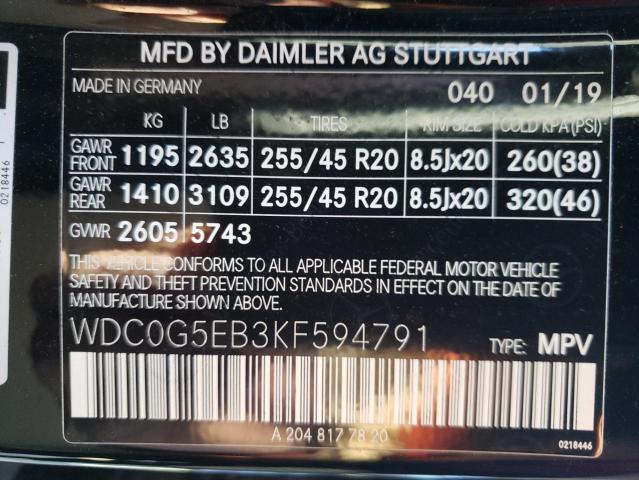 MFD BY DAIMLER AG STUTTGART
MADE IN GERMANY 040 01/19
KG LB TIRES RIM SIZE COLD KPA(PSI)
GAWR FRONT 1195 2635 255/45 R20 8.5Jx20 260(38)
GAWR REAR 1410 3109 255/45 R20 8.5Jx20 320(46)
GVWR 2605 5743
THIS VEHICLE CONFORMS TO ALL APPLICABLE FEDERAL MOTOR VEHICLE
SAFETY AND THEFT PREVENTION STANDARDS IN EFFECT ON THE DATE OF
MANUFACTURE SHOWN ABOVE.
WDC0G5EB3KF594791 TYPE: MPV
A 204 817 78 20
0218446
0218446